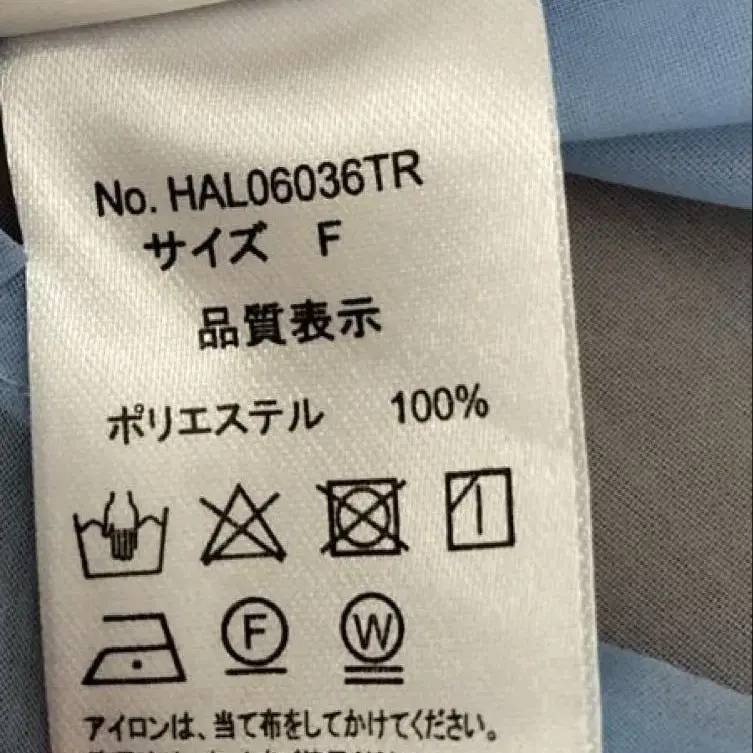 No. HAL06036TR
サイズ F
品質表示
ポリエステル 100%
F W
アイロンは、当て布をしてかけてください。